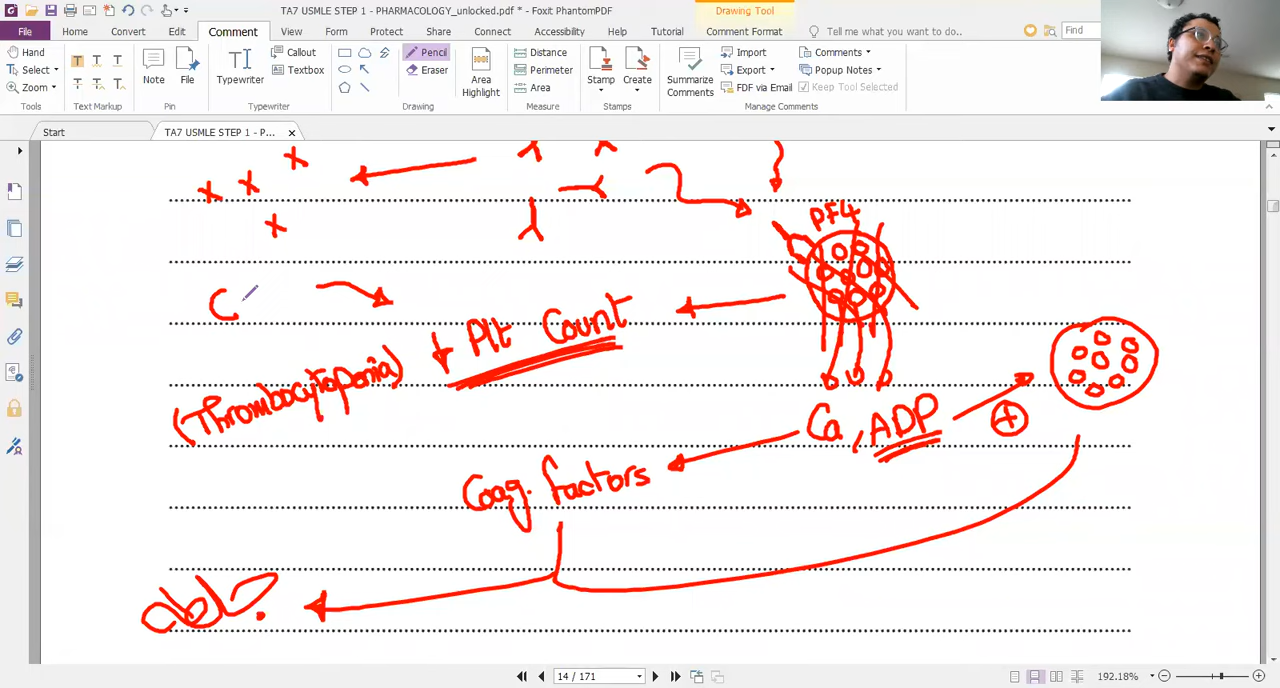 TA7 USMLE STEP 1 - PHARMACOLOGY_unlocked.pdf * - Foxit PhantomPDF
Drawing Tool
File Home Convert Edit Comment View Form Protect Share Connect Accessibility Help Tutorial Comment Format Tell me what you want to do.. Find
Hand
Select
Zoom
Tools
T T T
T T T
Text Markup
Note
File
Pin
Typewriter
Callout
Textbox
Typewriter
Pencil
Eraser
Drawing
Area Highlight
Distance
Perimeter
Area
Measure
Stamp
Create
Stamps
Summarize Comments
Import
Export
FDF via Email
Comments
Popup Notes
Keep Tool Selected
Manage Comments
Start
TA7 USMLE STEP 1 - P...
x x x
x
PF4
C
↓ Plt Count
(Thrombocytopenia)
Ca, ADP
+
Coag. factors
14 / 171
192.18%